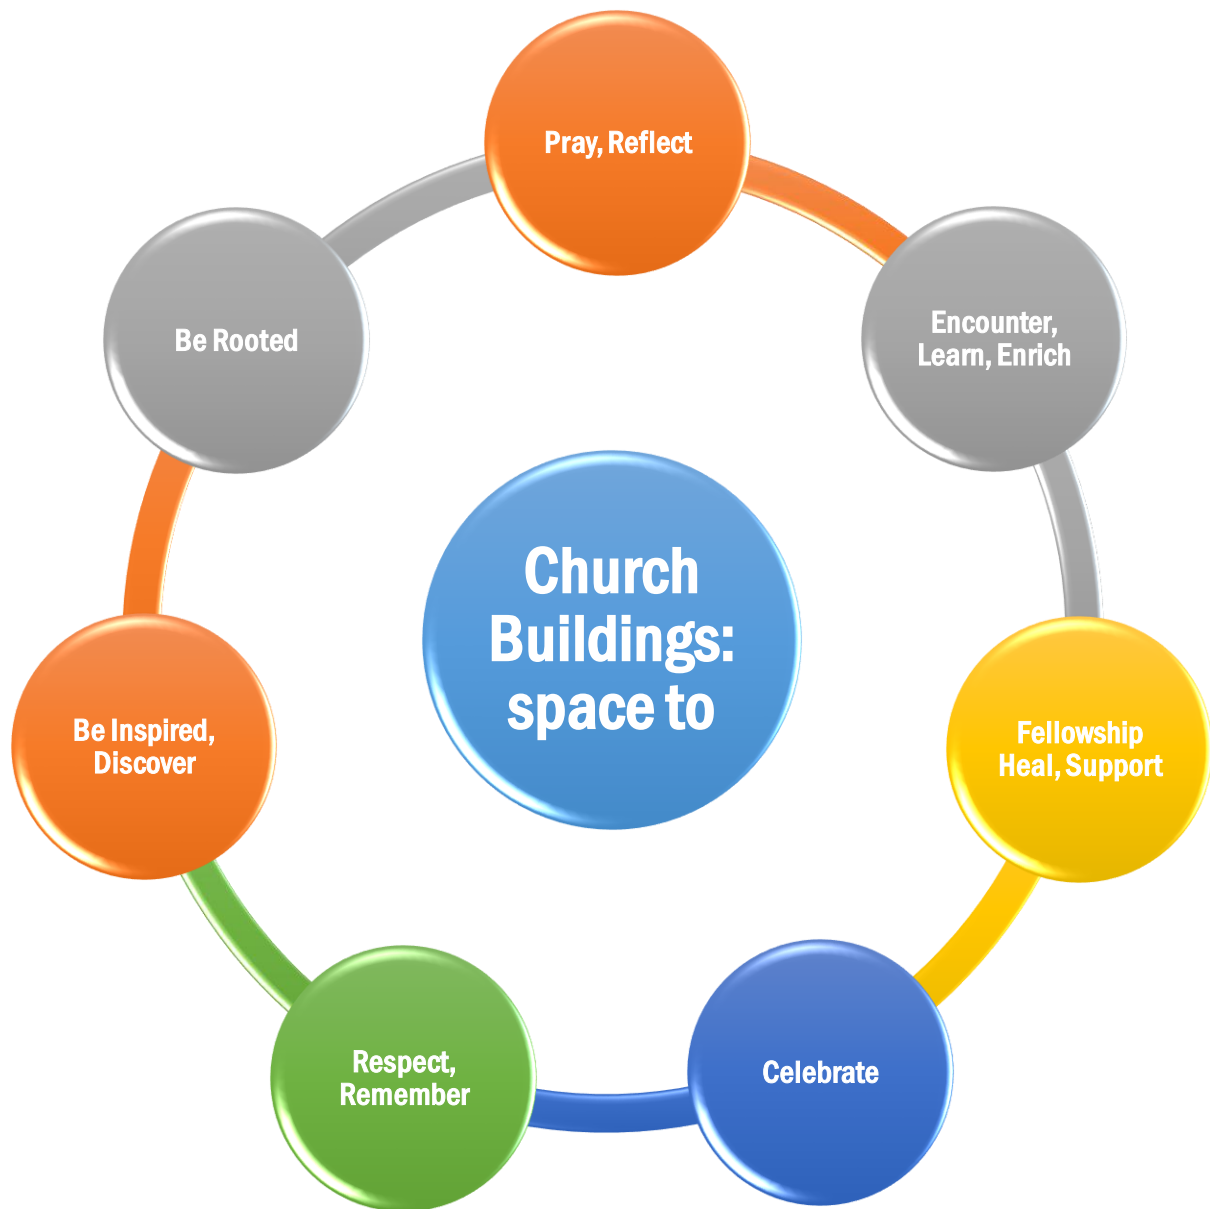 Pray, Reflect
Encounter,
Learn, Enrich
Fellowship
Heal, Support
Celebrate
Respect,
Remember
Be Inspired,
Discover
Be Rooted
Church
Buildings:
space to